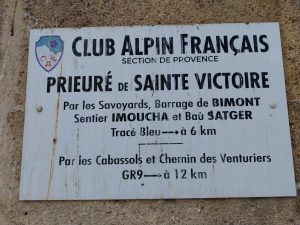 CAF
CLUB ALPIN FRANÇAIS
SECTION DE PROVENCE
PRIEURÉ DE SAINTE VICTOIRE
Par les Savoyards, Barrage de BIMONT
Sentier IMOUCHA et Baù SATGER
Tracé Bleu --→ à 6 km
Par les Cabassols et Chemin des Venturiers
GR9 --→ à 12 km